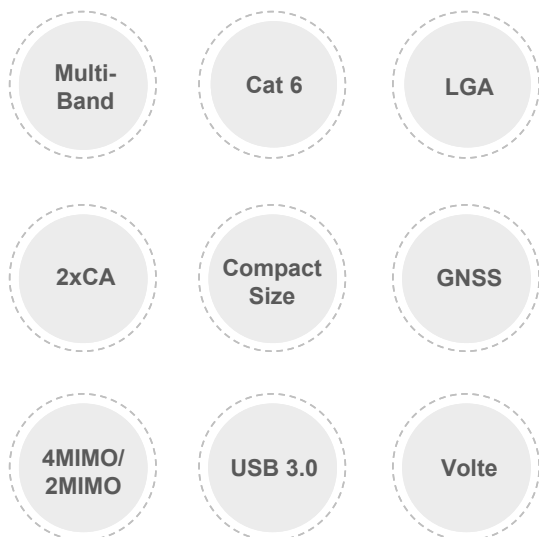 Multi-
Band
Cat 6
LGA
2xCA
Compact
Size
GNSS
4MIMO/
2MIMO
USB 3.0
Volte